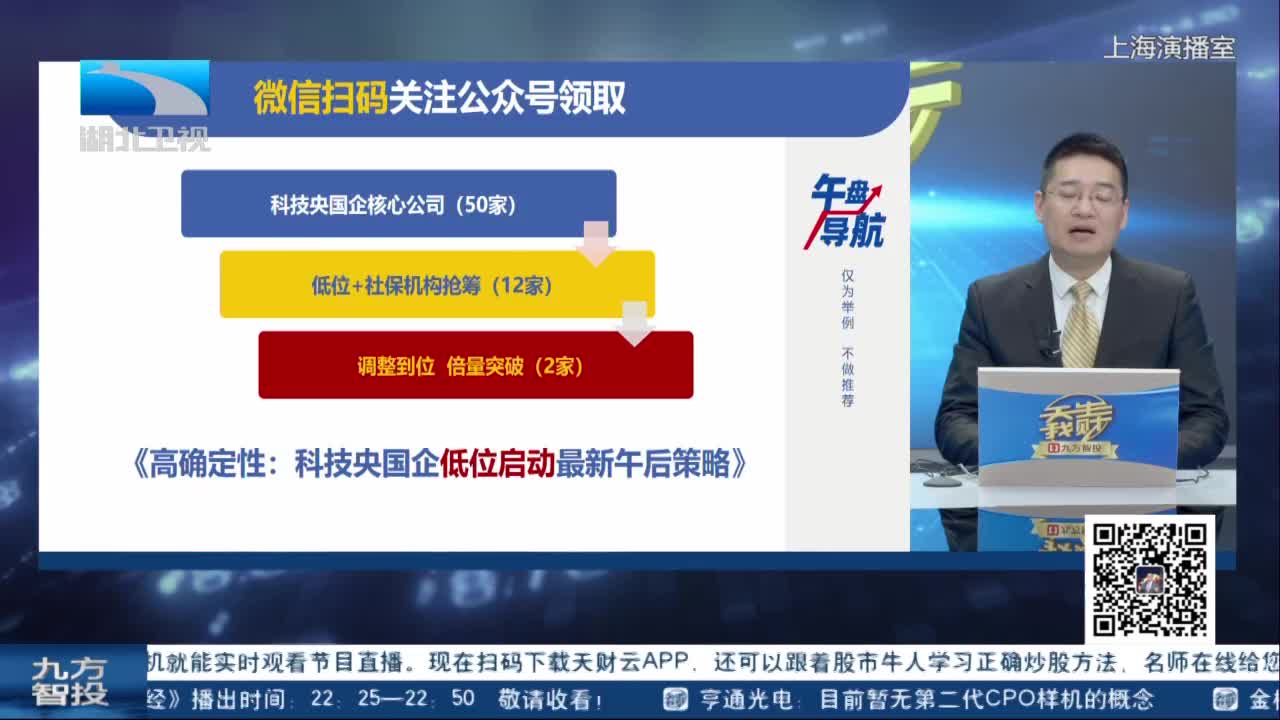 上海演播室
湖北卫视
微信扫码关注公众号领取
科技央国企核心公司（50家）
低位+社保机构抢筹（12家）
调整到位 倍量突破（2家）
《高确定性：科技央国企低位启动最新午后策略》
午盘
导航
仅为举例 不做推荐
天生
我财
九方智投
九方
智投
机就能实时观看节目直播。现在扫码下载天财云APP，还可以跟着股市牛人学习正确炒股方法，名师在线给您
经》播出时间：22：25—22：50 敬请收看！ 亨通光电：目前暂无第二代CPO样机的概念